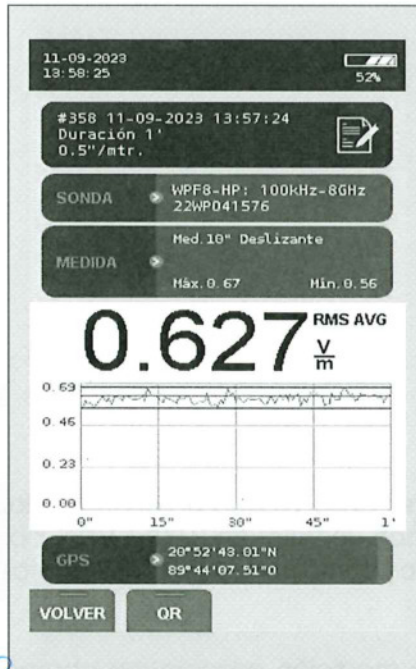 11-09-2023
13:58:25
52%
#358 11-09-2023 13:57:24
Duración 1'
0.5"/mtr.
SONDA
WPF8-HP: 100kHz-8GHz
22WP041576
MEDIDA
Med.10" Deslizante
Máx.0.67 Mín.0.56
0.627 RMS AVG
V
m
0.69
0.46
0.23
0.00
0" 15" 30" 45" 1'
GPS
20°52'43.01"N
89°44'07.51"O
VOLVER QR